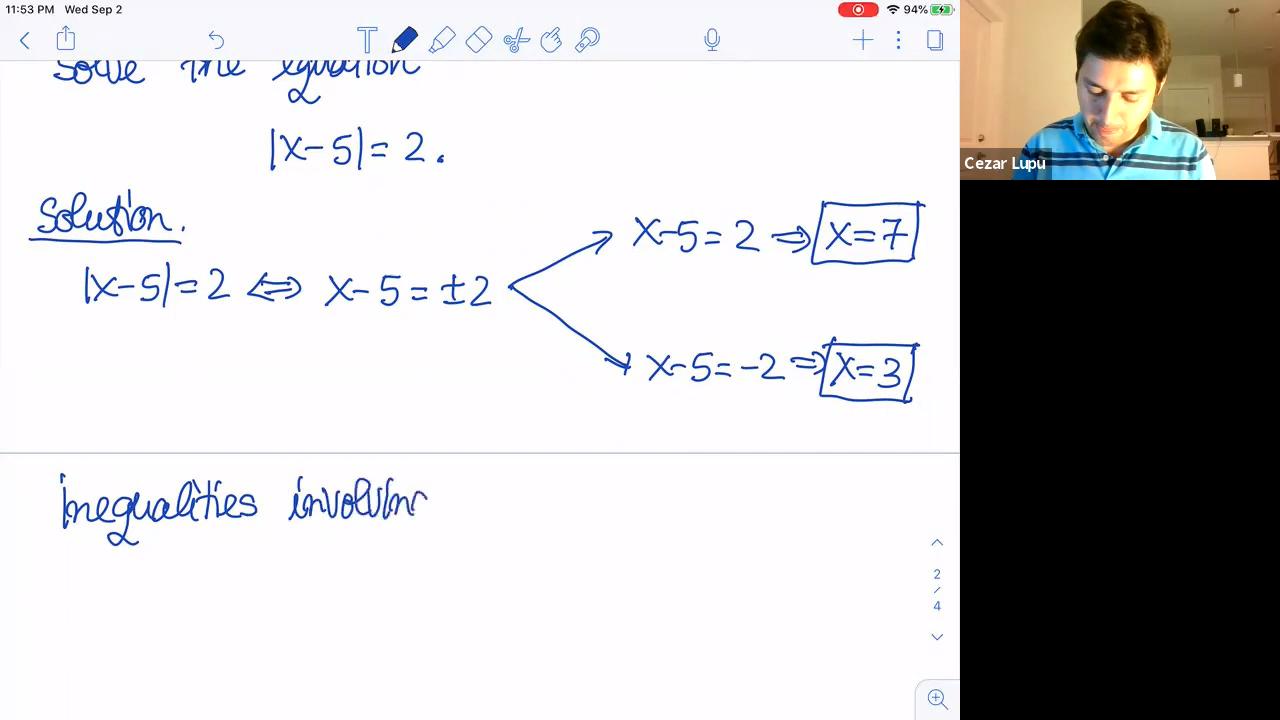 11:53 PM Wed Sep 2
94%
Solve the equation
|x-5|= 2.
Cezar Lupu
Solution.
|x-5|=2 ⇔ x-5=±2
x-5=2 ⇒ x=7
x-5=-2 ⇒ x=3
inequalities involvin
2
/
4